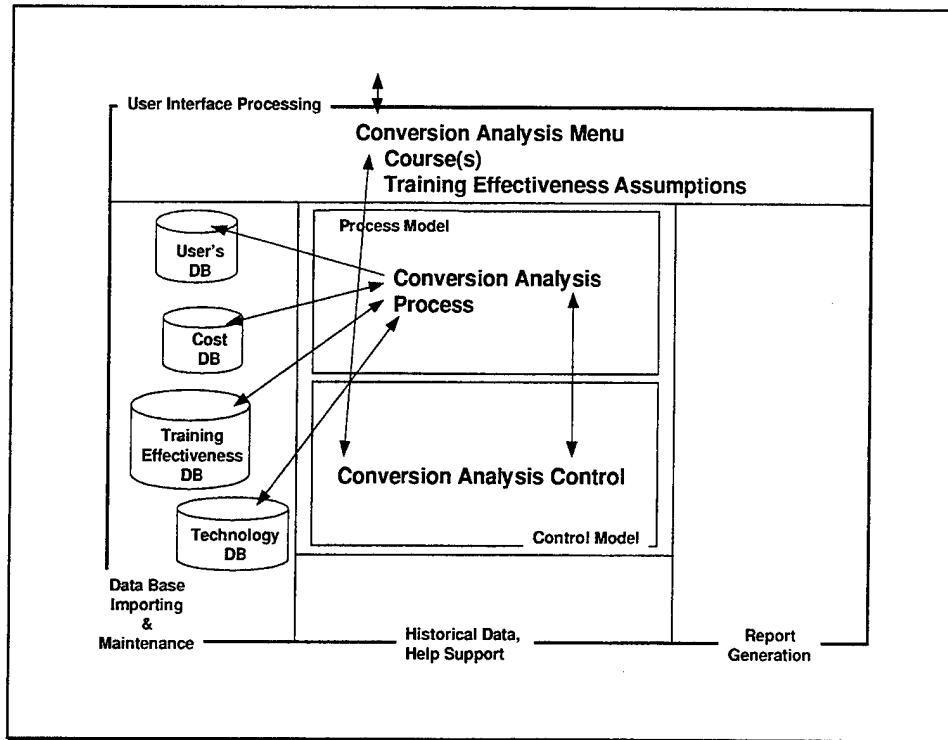 User Interface Processing
Conversion Analysis Menu
Course(s)
Training Effectiveness Assumptions
User's
DB
Cost
DB
Training
Effectiveness
DB
Technology
DB
Data Base
Importing
&
Maintenance
Process Model
Conversion Analysis
Process
Conversion Analysis Control
Control Model
Historical Data,
Help Support
Report
Generation